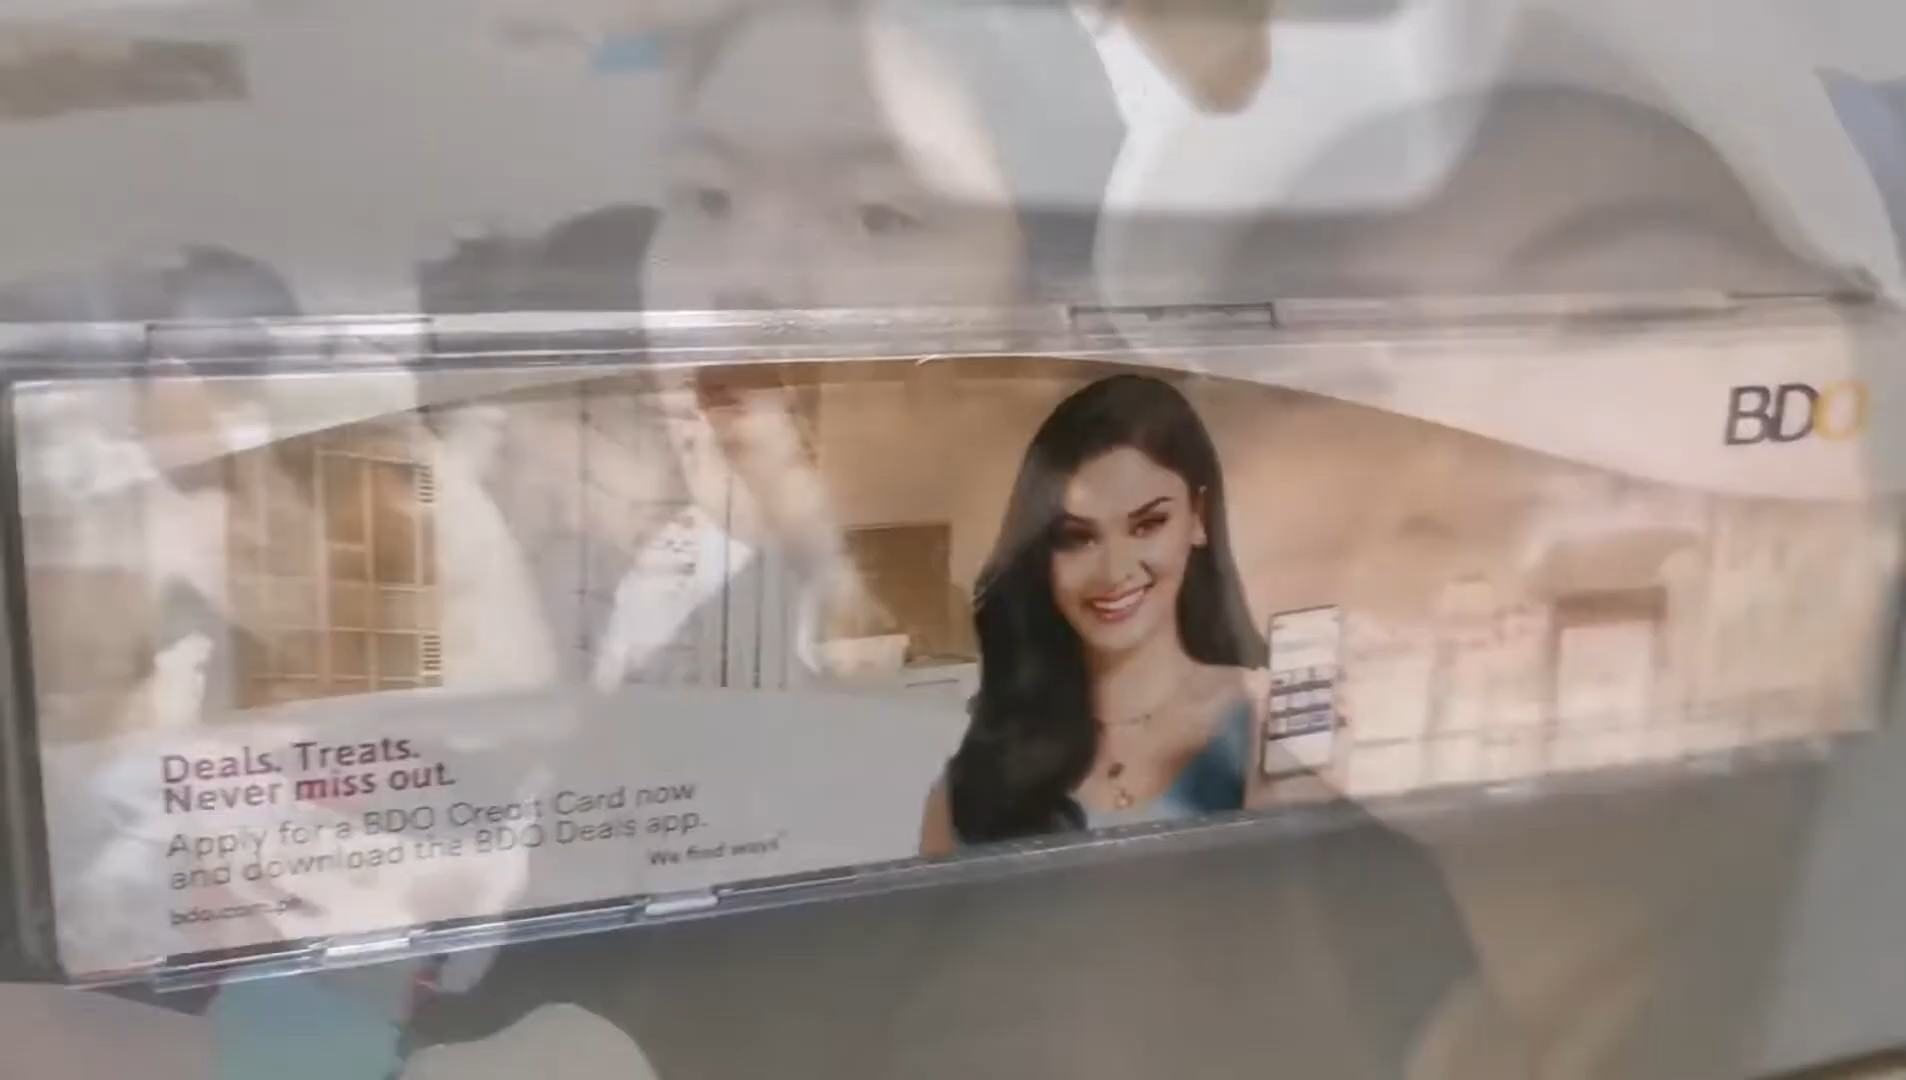 BDO
Deals. Treats.
Never miss out.
Apply for a BDO Credit Card now
and download the BDO Deals app.
We find ways
bdo.com.ph